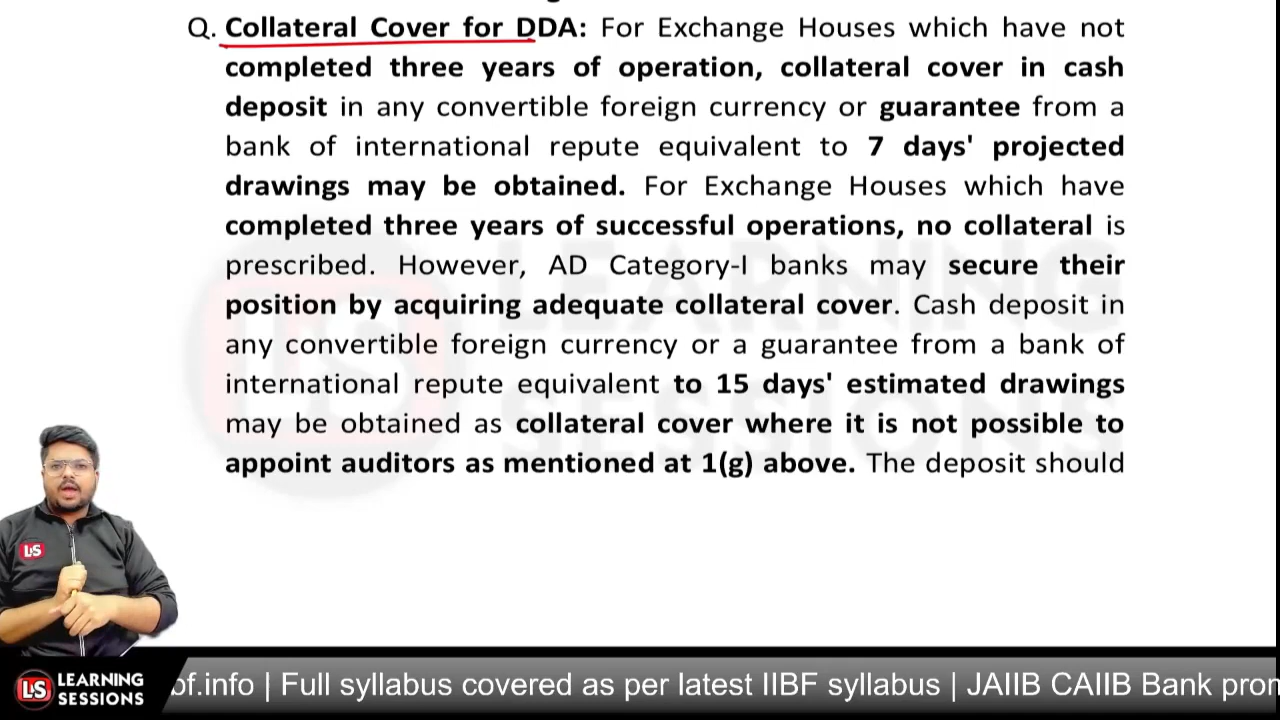 Q. Collateral Cover for DDA: For Exchange Houses which have not
completed three years of operation, collateral cover in cash
deposit in any convertible foreign currency or guarantee from a
bank of international repute equivalent to 7 days' projected
drawings may be obtained. For Exchange Houses which have
completed three years of successful operations, no collateral is
prescribed. However, AD Category-I banks may secure their
position by acquiring adequate collateral cover. Cash deposit in
any convertible foreign currency or a guarantee from a bank of
international repute equivalent to 15 days' estimated drawings
may be obtained as collateral cover where it is not possible to
appoint auditors as mentioned at 1(g) above. The deposit should
LS
LEARNING
SESSIONS
LS
LS LEARNING
SESSIONS
bf.info | Full syllabus covered as per latest IIBF syllabus | JAIIB CAIIB Bank pron